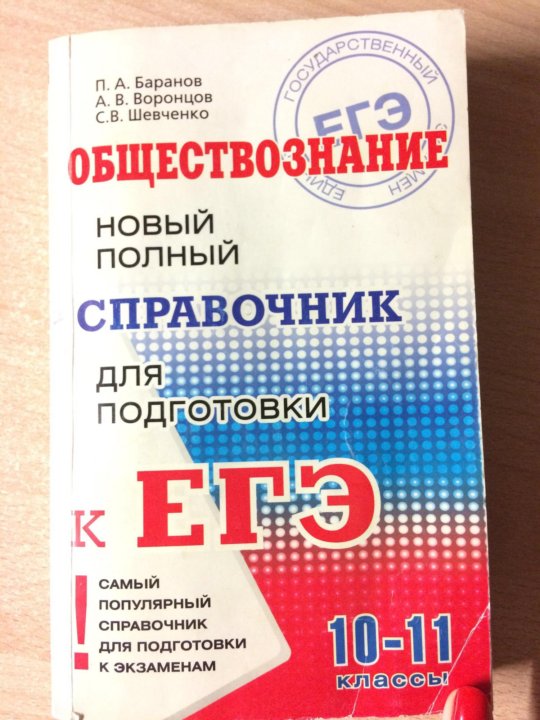 П. А. Баранов
А. В. Воронцов
С.В. Шевченко
ГОСУДАРСТВЕННЫЙ
ЕГЭ
ОБЩЕСТВОЗНАНИЕ
НОВЫЙ
ПОЛНЫЙ
СПРАВОЧНИК
ДЛЯ
ПОДГОТОВКИ
К ЕГЭ
!
САМЫЙ
ПОПУЛЯРНЫЙ
СПРАВОЧНИК
ДЛЯ ПОДГОТОВКИ
К ЭКЗАМЕНАМ
10-11
классы